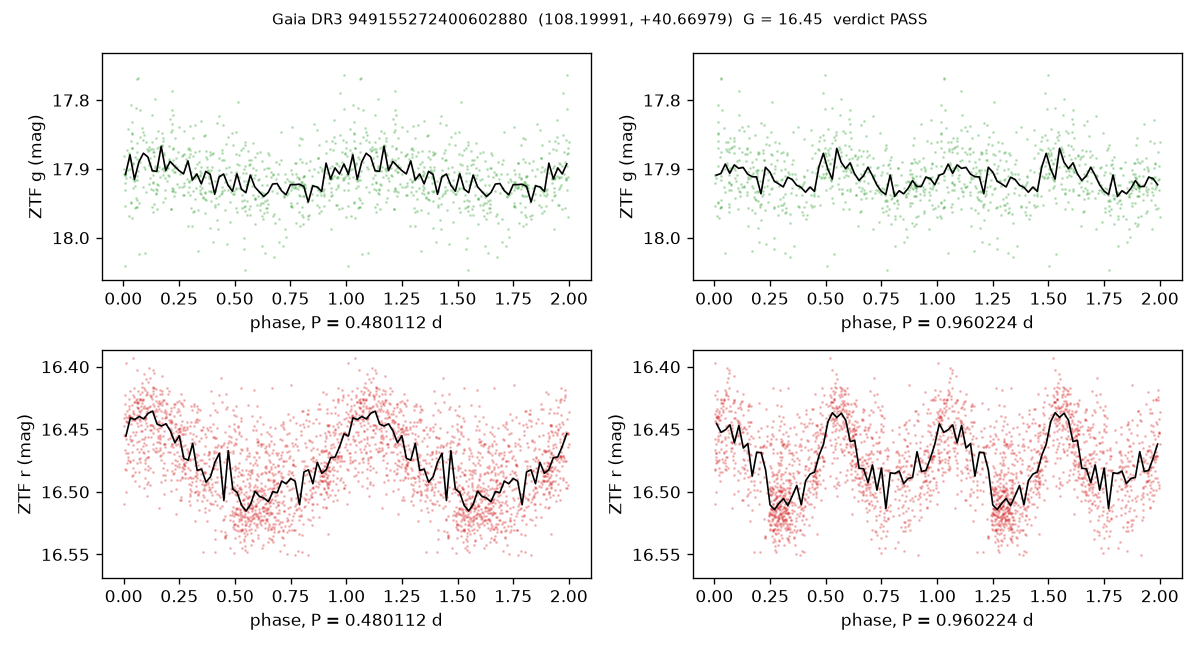 Gaia DR3 949155272400602880  (108.19991, +40.66979)  G = 16.45  verdict PASS
ZTF g (mag)
17.8
17.9
18.0
0.00 0.25 0.50 0.75 1.00 1.25 1.50 1.75 2.00
phase, P = 0.480112 d
ZTF g (mag)
17.8
17.9
18.0
0.00 0.25 0.50 0.75 1.00 1.25 1.50 1.75 2.00
phase, P = 0.960224 d
ZTF r (mag)
16.40
16.45
16.50
16.55
0.00 0.25 0.50 0.75 1.00 1.25 1.50 1.75 2.00
phase, P = 0.480112 d
ZTF r (mag)
16.40
16.45
16.50
16.55
0.00 0.25 0.50 0.75 1.00 1.25 1.50 1.75 2.00
phase, P = 0.960224 d